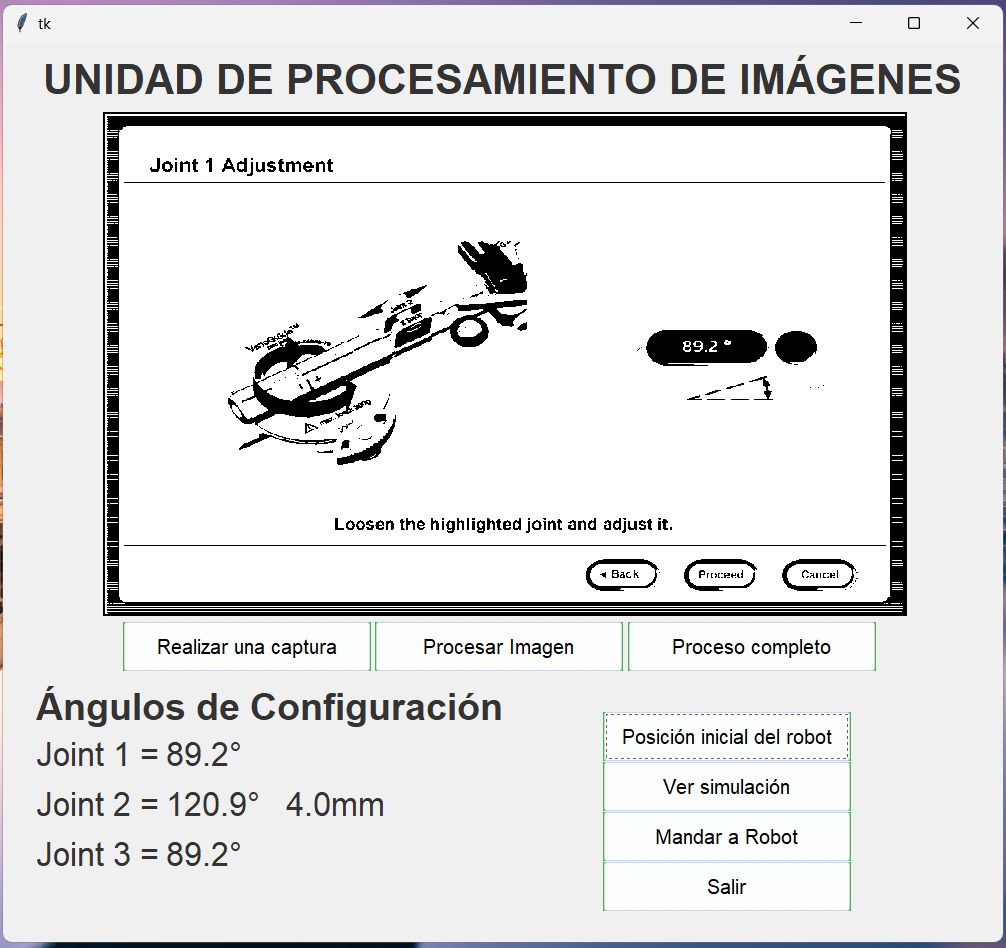 tk
UNIDAD DE PROCESAMIENTO DE IMÁGENES
Joint 1 Adjustment
89.2 °
Loosen the highlighted joint and adjust it.
◄ Back Proceed Cancel
Realizar una captura Procesar Imagen Proceso completo
Ángulos de Configuración
Joint 1 = 89.2°
Joint 2 = 120.9° 4.0mm
Joint 3 = 89.2°
Posición inicial del robot
Ver simulación
Mandar a Robot
Salir